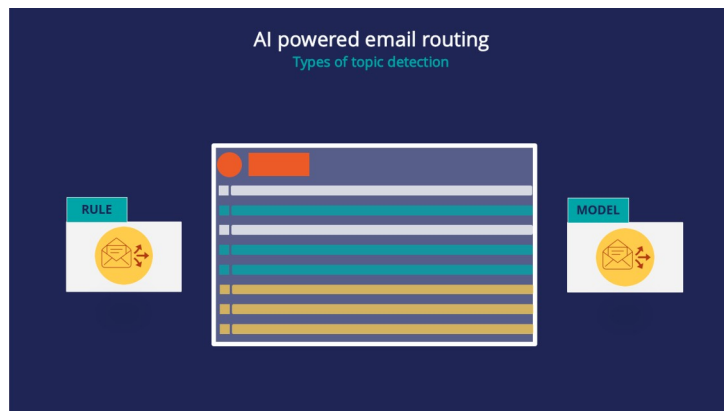 AI powered email routing
Types of topic detection
RULE
MODEL